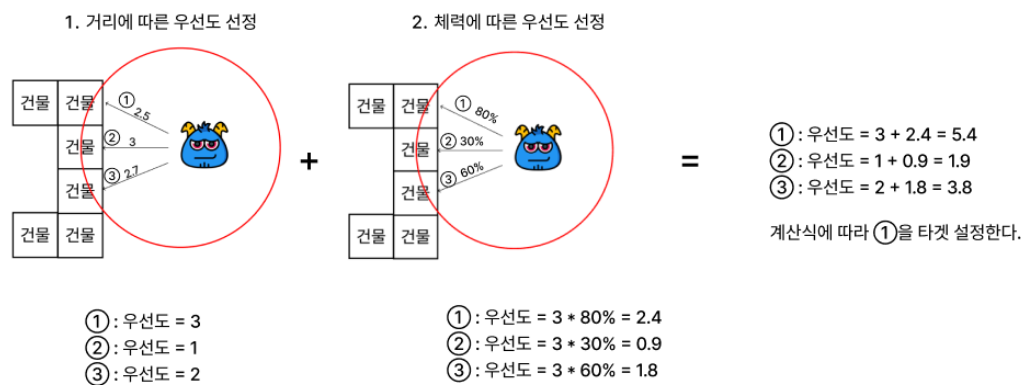 1. 거리에 따른 우선도 선정
건물 건물
건물
건물
건물 건물
① 2.5
② 3
③ 2.7
① : 우선도 = 3
② : 우선도 = 1
③ : 우선도 = 2
+
2. 체력에 따른 우선도 선정
건물 건물
건물
건물
건물 건물
① 80%
② 30%
③ 60%
① : 우선도 = 3 * 80% = 2.4
② : 우선도 = 3 * 30% = 0.9
③ : 우선도 = 3 * 60% = 1.8
=
① : 우선도 = 3 + 2.4 = 5.4
② : 우선도 = 1 + 0.9 = 1.9
③ : 우선도 = 2 + 1.8 = 3.8
계산식에 따라 ①을 타겟 설정한다.